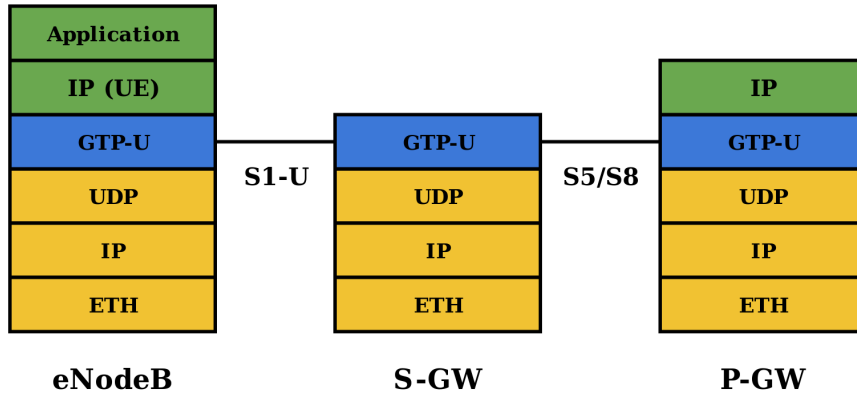 Application
IP (UE)
GTP-U
UDP
IP
ETH
eNodeB
S1-U
GTP-U
UDP
IP
ETH
S-GW
S5/S8
IP
GTP-U
UDP
IP
ETH
P-GW